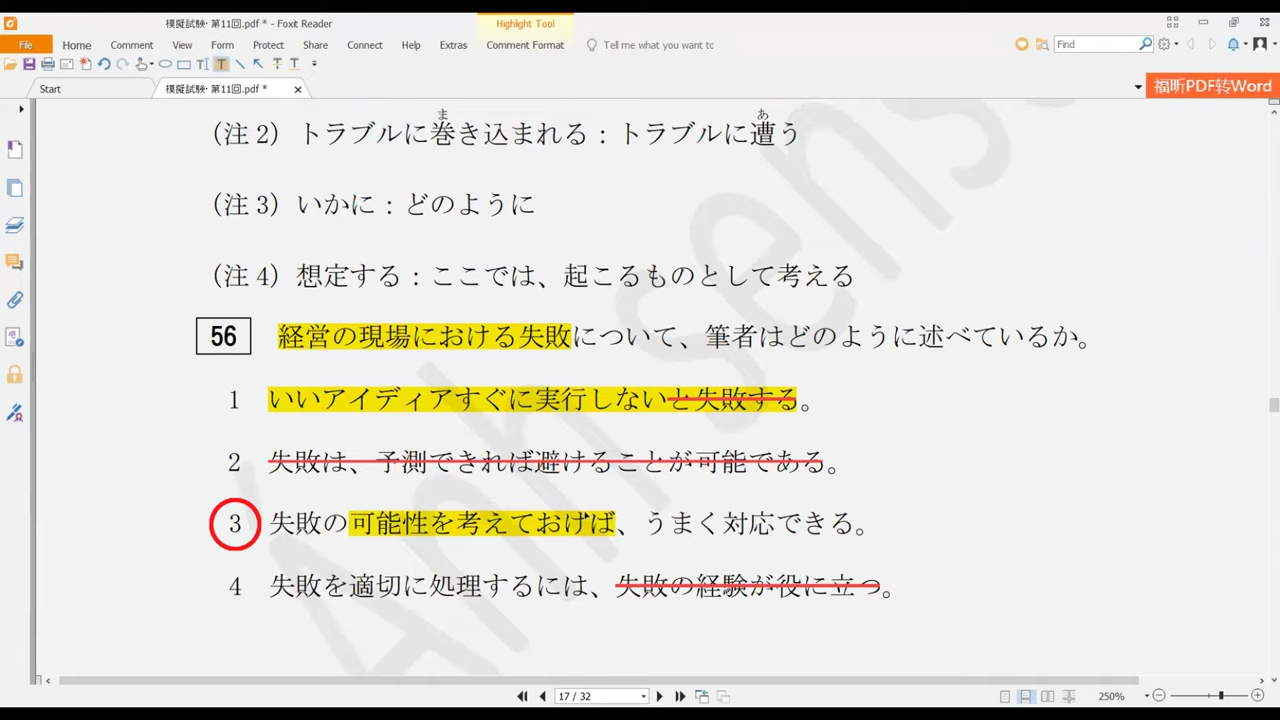 模擬試験· 第11回.pdf * - Foxit Reader
Highlight Tool
File Home Comment View Form Protect Share Connect Help Extras Comment Format Tell me what you want tc Find
Start 模擬試験· 第11回.pdf * 福昕PDF转Word
ま あ
（注 2）トラブルに巻き込まれる：トラブルに遭う
（注 3）いかに：どのように
（注 4）想定する：ここでは、起こるものとして考える
56 経営の現場における失敗について、筆者はどのように述べているか。
1 いいアイディアすぐに実行しないと失敗する。
2 失敗は、予測できれば避けることが可能である。
3 失敗の可能性を考えておけば、うまく対応できる。
4 失敗を適切に処理するには、失敗の経験が役に立つ。
17 / 32 250%